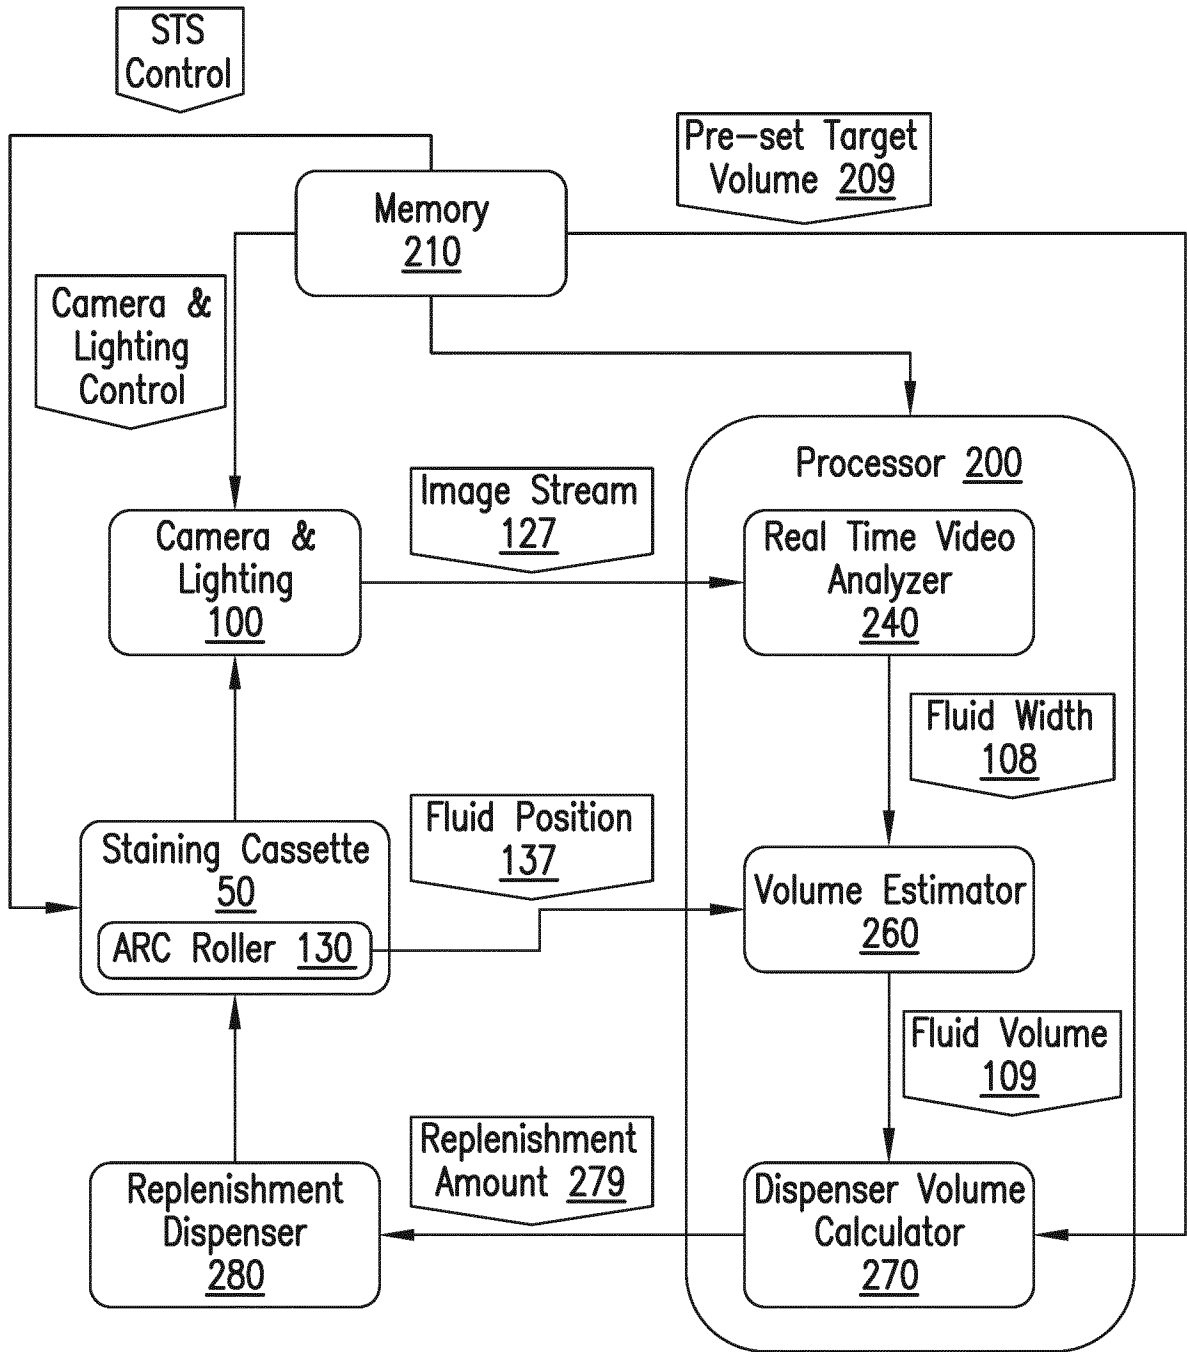 STS
Control
Pre-set Target
Volume 209
Memory
210
Camera &
Lighting
Control
Processor 200
Image Stream
127
Camera &
Lighting
100
Real Time Video
Analyzer
240
Fluid Width
108
Fluid Position
137
Staining Cassette
50
ARC Roller 130
Volume Estimator
260
Fluid Volume
109
Replenishment
Amount 279
Replenishment
Dispenser
280
Dispenser Volume
Calculator
270